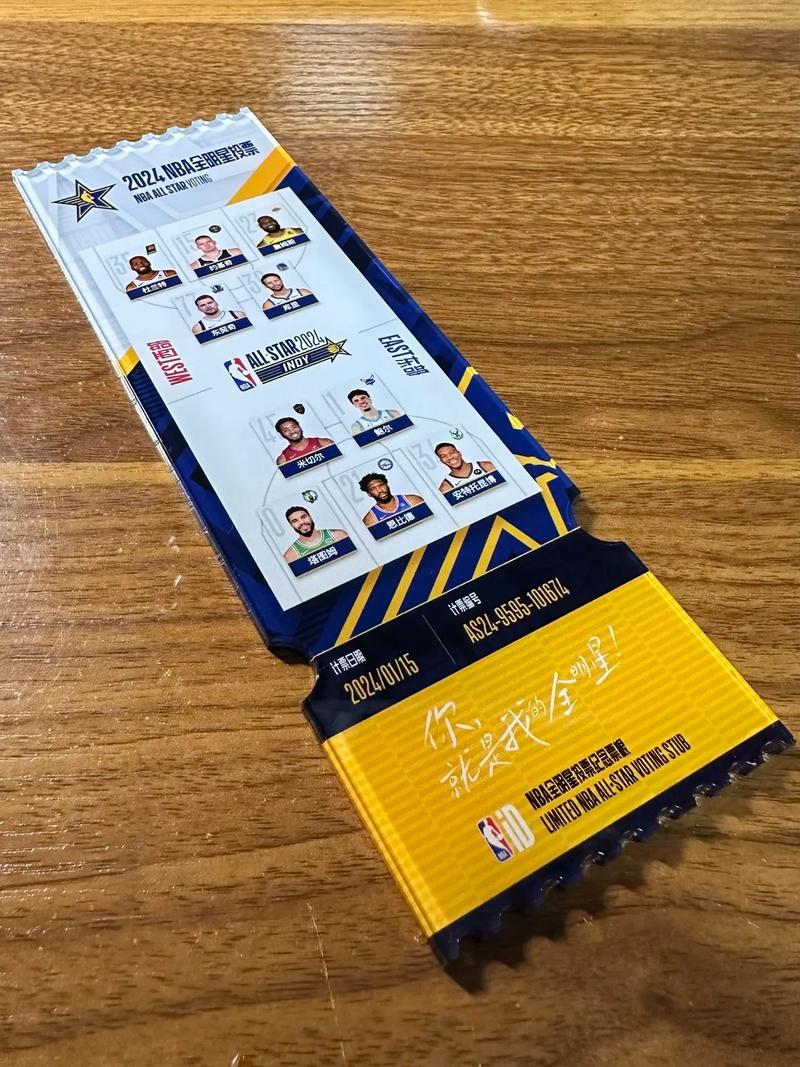 2024 NBA全明星投票
NBA ALL STAR VOTING
杜兰特
约基奇
詹姆斯
东契奇
库里
WEST西部
NBA
ALL STAR 2024
INDY
EAST东部
米切尔
鲍尔
塔图姆
恩比德
安特托昆博
计票日期
2024/01/15
计票编号
AS24-9595-101674
你,
就是我的全明星!
NBA iD
NBA全明星投票纪念票根
LIMITED NBA ALL-STAR VOTING STUB